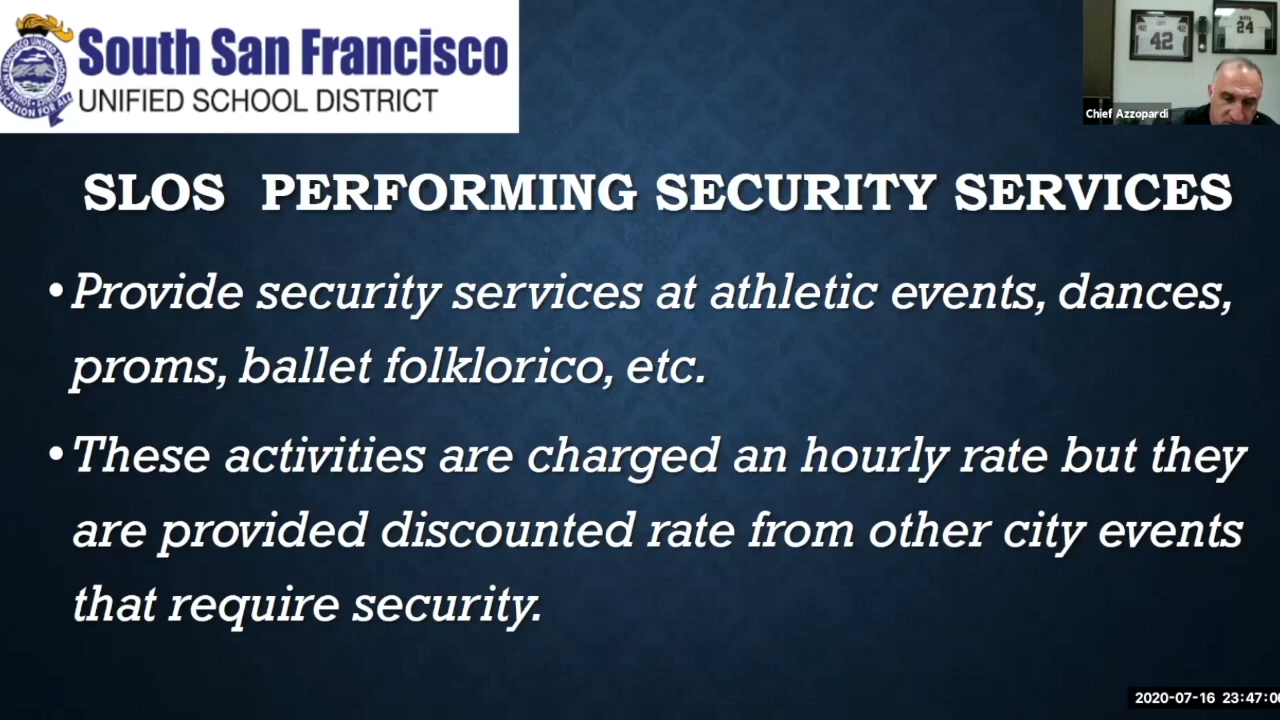 South San Francisco
UNIFIED SCHOOL DISTRICT
42
24
Chief Azzopardi
SLOS PERFORMING SECURITY SERVICES
• Provide security services at athletic events, dances,
proms, ballet folklorico, etc.
• These activities are charged an hourly rate but they
are provided discounted rate from other city events
that require security.
2020-07-16 23:47:0